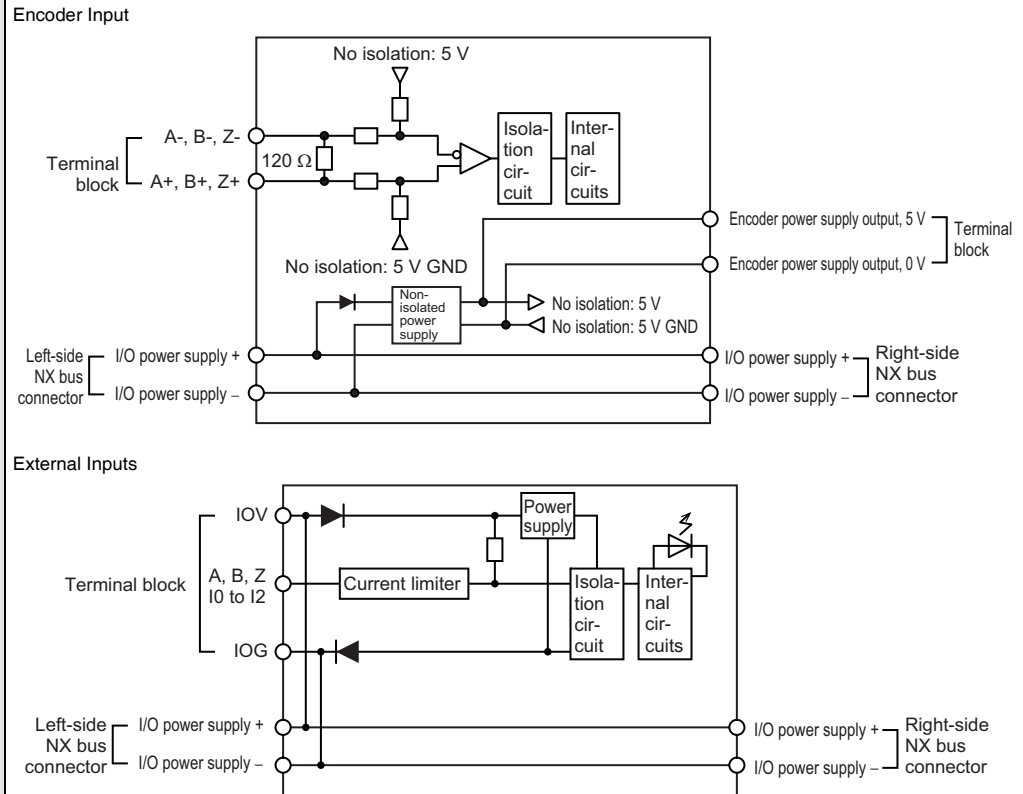 Encoder Input
No isolation: 5 V
A-, B-, Z-
Terminal
block
120 Ω
A+, B+, Z+
Isola-
tion
cir-
cuit
Inter-
nal
cir-
cuits
No isolation: 5 V GND
Encoder power supply output, 5 V
Encoder power supply output, 0 V
Terminal
block
Non-
isolated
power
supply
No isolation: 5 V
No isolation: 5 V GND
Left-side
NX bus
connector
I/O power supply +
I/O power supply –
I/O power supply +
I/O power supply –
Right-side
NX bus
connector
External Inputs
Terminal block
IOV
A, B, Z
I0 to I2
IOG
Current limiter
Power
supply
Isola-
tion
cir-
cuit
Inter-
nal
cir-
cuits
Left-side
NX bus
connector
I/O power supply +
I/O power supply –
I/O power supply +
I/O power supply –
Right-side
NX bus
connector